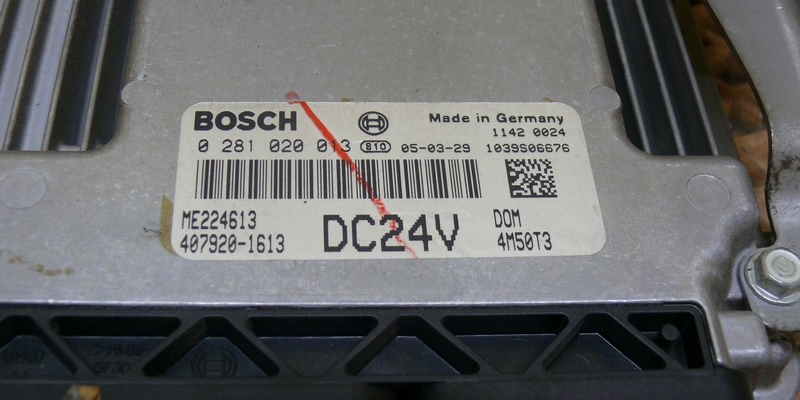 BOSCH
Made in Germany
1142 0024
0 281 020 013 B10 05-03-29 1039S06676
ME224613
407920-1613
DC24V
DOM
4M50T3